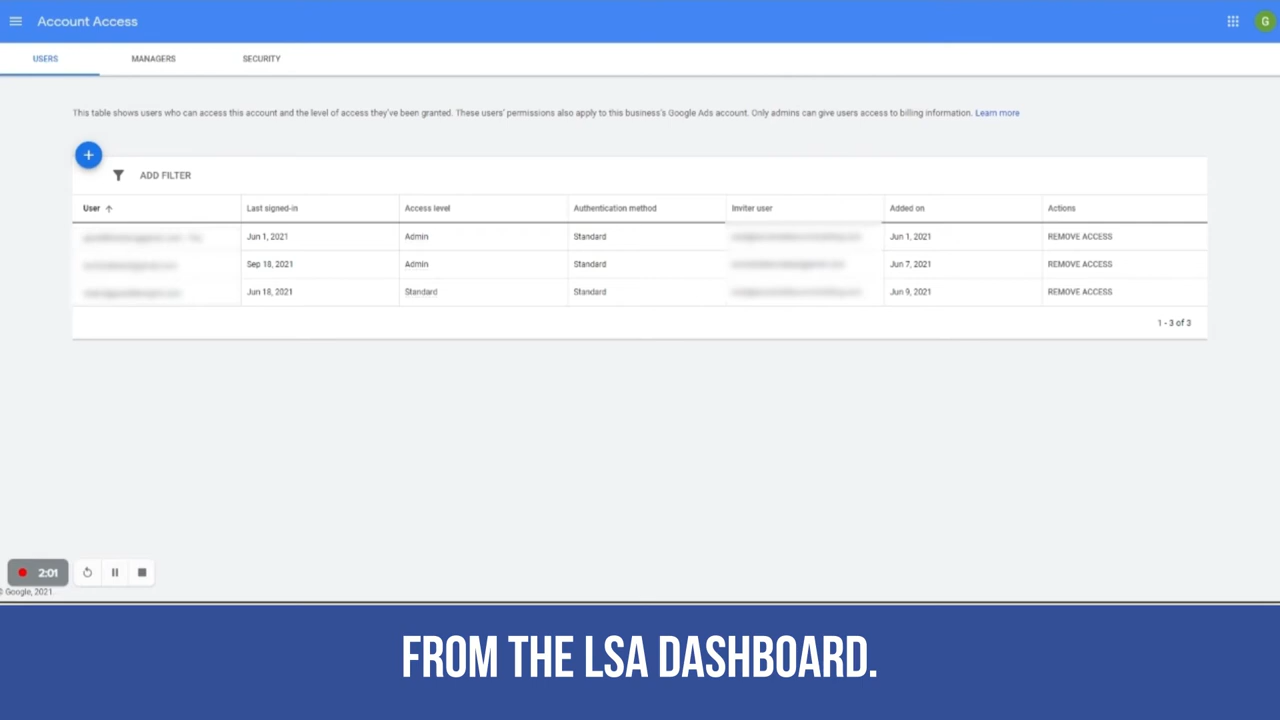 Account Access
G
USERS MANAGERS SECURITY
This table shows users who can access this account and the level of access they've been granted. These users' permissions also apply to this business's Google Ads account. Only admins can give users access to billing information. Learn more
+
ADD FILTER
User ↑ Last signed-in Access level Authentication method Inviter user Added on Actions
Jun 1, 2021 Admin Standard Jun 1, 2021 REMOVE ACCESS
Sep 18, 2021 Admin Standard Jun 7, 2021 REMOVE ACCESS
Jun 18, 2021 Standard Standard Jun 9, 2021 REMOVE ACCESS
1 - 3 of 3
2:01
© Google, 2021
FROM THE LSA DASHBOARD.